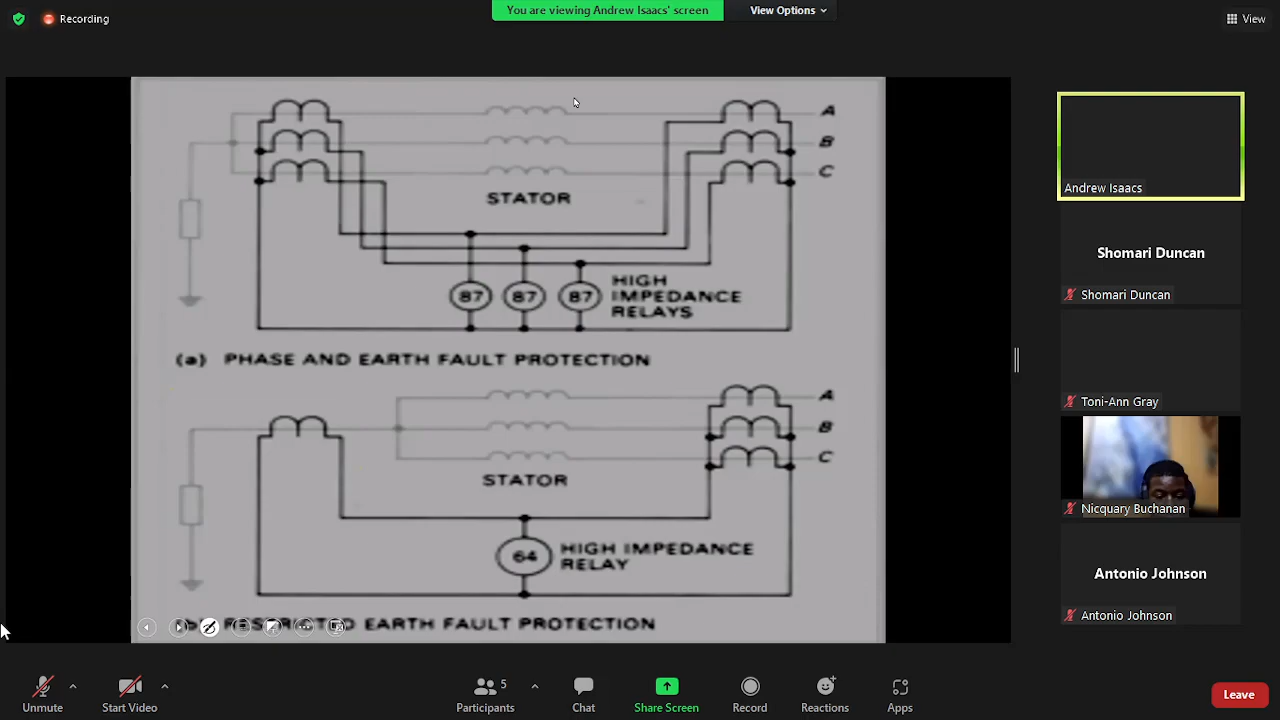 Recording
You are viewing Andrew Isaacs' screen
View Options
View
A
B
C
STATOR
87 87 87
HIGH
IMPEDANCE
RELAYS
(a) PHASE AND EARTH FAULT PROTECTION
A
B
C
STATOR
64
HIGH IMPEDANCE
RELAY
(b) RESTRICTED EARTH FAULT PROTECTION
Andrew Isaacs
Shomari Duncan
Shomari Duncan
Toni-Ann Gray
Nicquary Buchanan
Antonio Johnson
Antonio Johnson
Unmute
Start Video
5
Participants
Chat
Share Screen
Record
Reactions
Apps
Leave